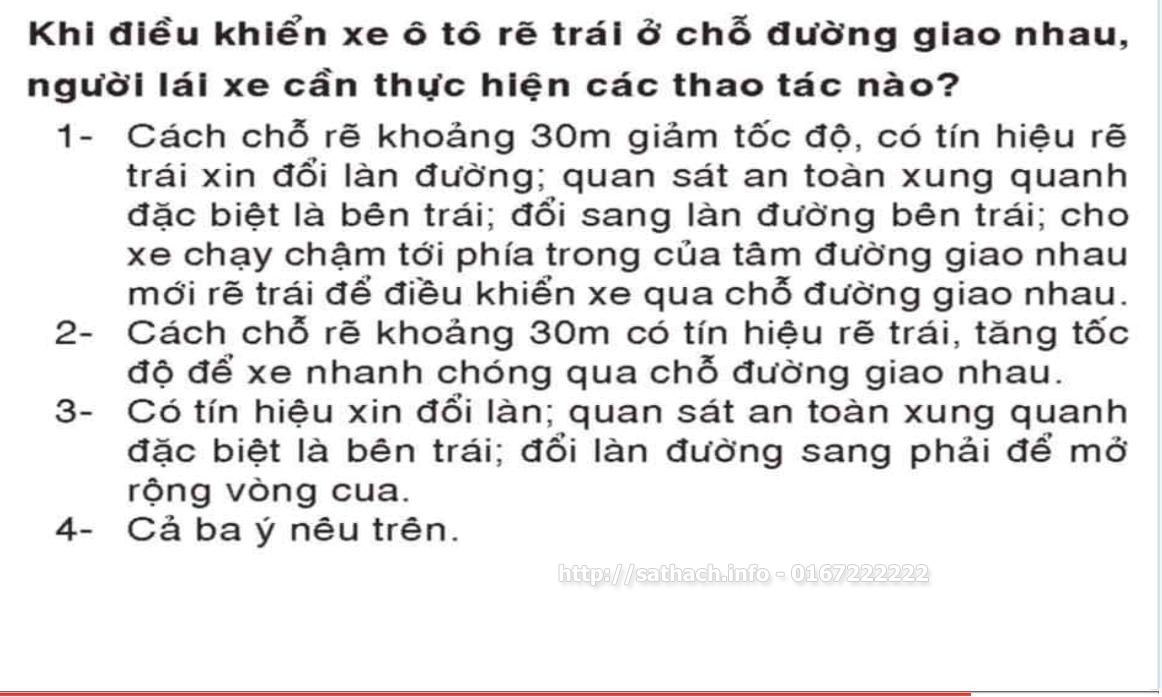 Khi điều khiển xe ô tô rẽ trái ở chỗ đường giao nhau,
người lái xe cần thực hiện các thao tác nào?
1- Cách chỗ rẽ khoảng 30m giảm tốc độ, có tín hiệu rẽ
trái xin đổi làn đường; quan sát an toàn xung quanh
đặc biệt là bên trái; đổi sang làn đường bên trái; cho
xe chạy chậm tới phía trong của tâm đường giao nhau
mới rẽ trái để điều khiển xe qua chỗ đường giao nhau.
2- Cách chỗ rẽ khoảng 30m có tín hiệu rẽ trái, tăng tốc
độ để xe nhanh chóng qua chỗ đường giao nhau.
3- Có tín hiệu xin đổi làn; quan sát an toàn xung quanh
đặc biệt là bên trái; đổi làn đường sang phải để mở
rộng vòng cua.
4- Cả ba ý nêu trên.
http://sathach.info - 0167222222